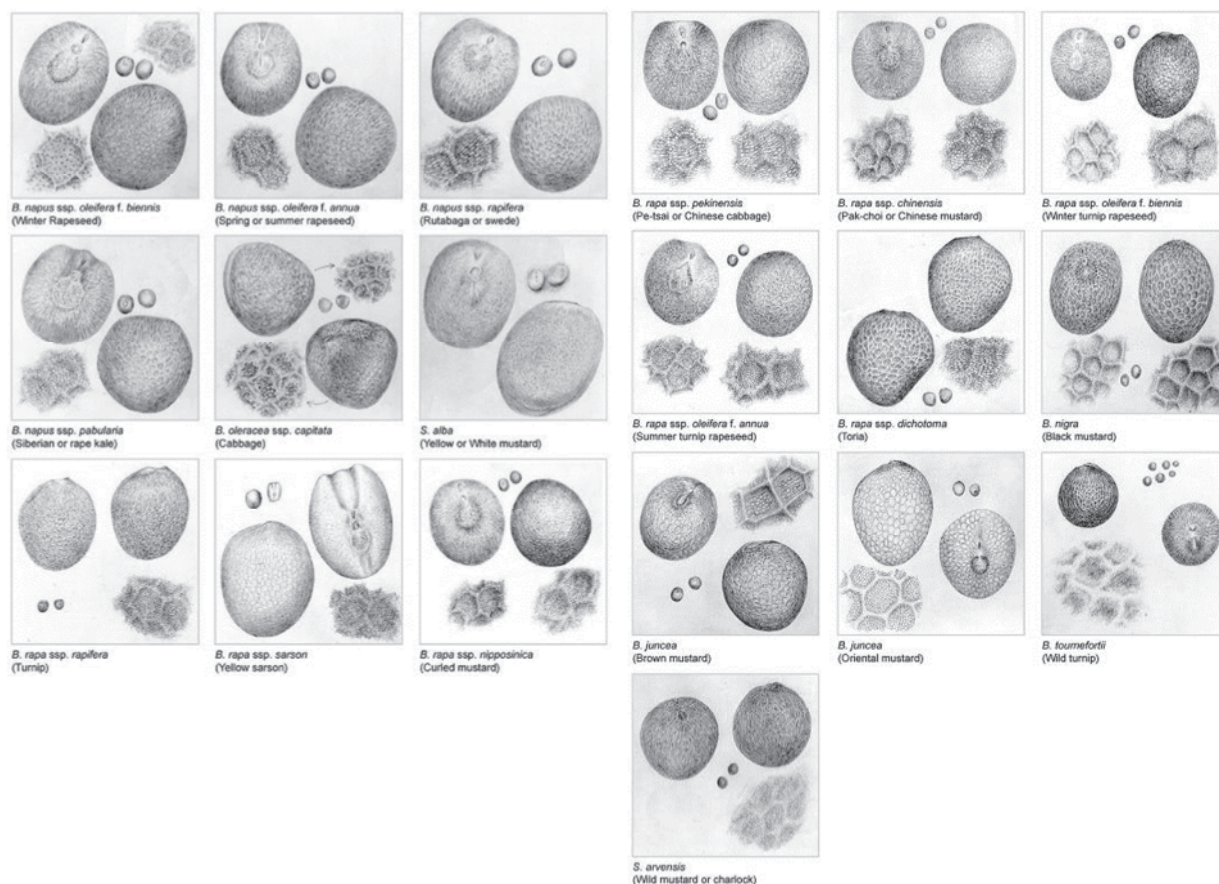 B. napus ssp. oleifera f. biennis
(Winter Rapeseed)
B. napus ssp. oleifera f. annua
(Spring or summer rapeseed)
B. napus ssp. rapifera
(Rutabaga or swede)
B. napus ssp. pabularia
(Siberian or rape kale)
B. oleracea ssp. capitata
(Cabbage)
S. alba
(Yellow or White mustard)
B. rapa ssp. rapifera
(Turnip)
B. rapa ssp. sarson
(Yellow sarson)
B. rapa ssp. nipposinica
(Curled mustard)
B. rapa ssp. pekinensis
(Pe-tsai or Chinese cabbage)
B. rapa ssp. chinensis
(Pak-choi or Chinese mustard)
B. rapa ssp. oleifera f. biennis
(Winter turnip rapeseed)
B. rapa ssp. oleifera f. annua
(Summer turnip rapeseed)
B. rapa ssp. dichotoma
(Toria)
B. nigra
(Black mustard)
B. juncea
(Brown mustard)
B. juncea
(Oriental mustard)
B. tournefortii
(Wild turnip)
S. arvensis
(Wild mustard or charlock)